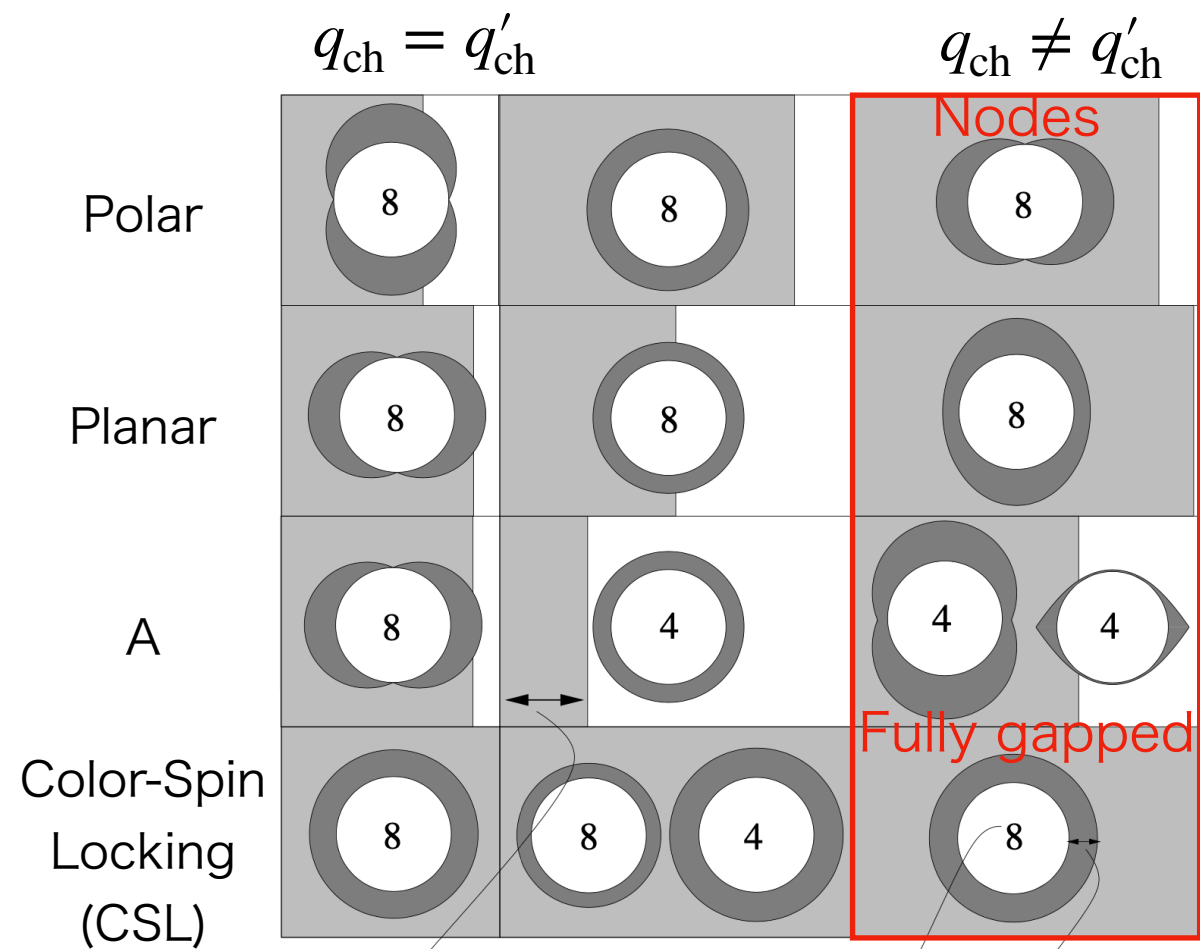 q_ch = q′_ch
q_ch ≠ q′_ch
Nodes
Polar
8
8
8
Planar
8
8
8
A
8
4
4
4
Fully gapped
Color-Spin
Locking
(CSL)
8
8
4
8